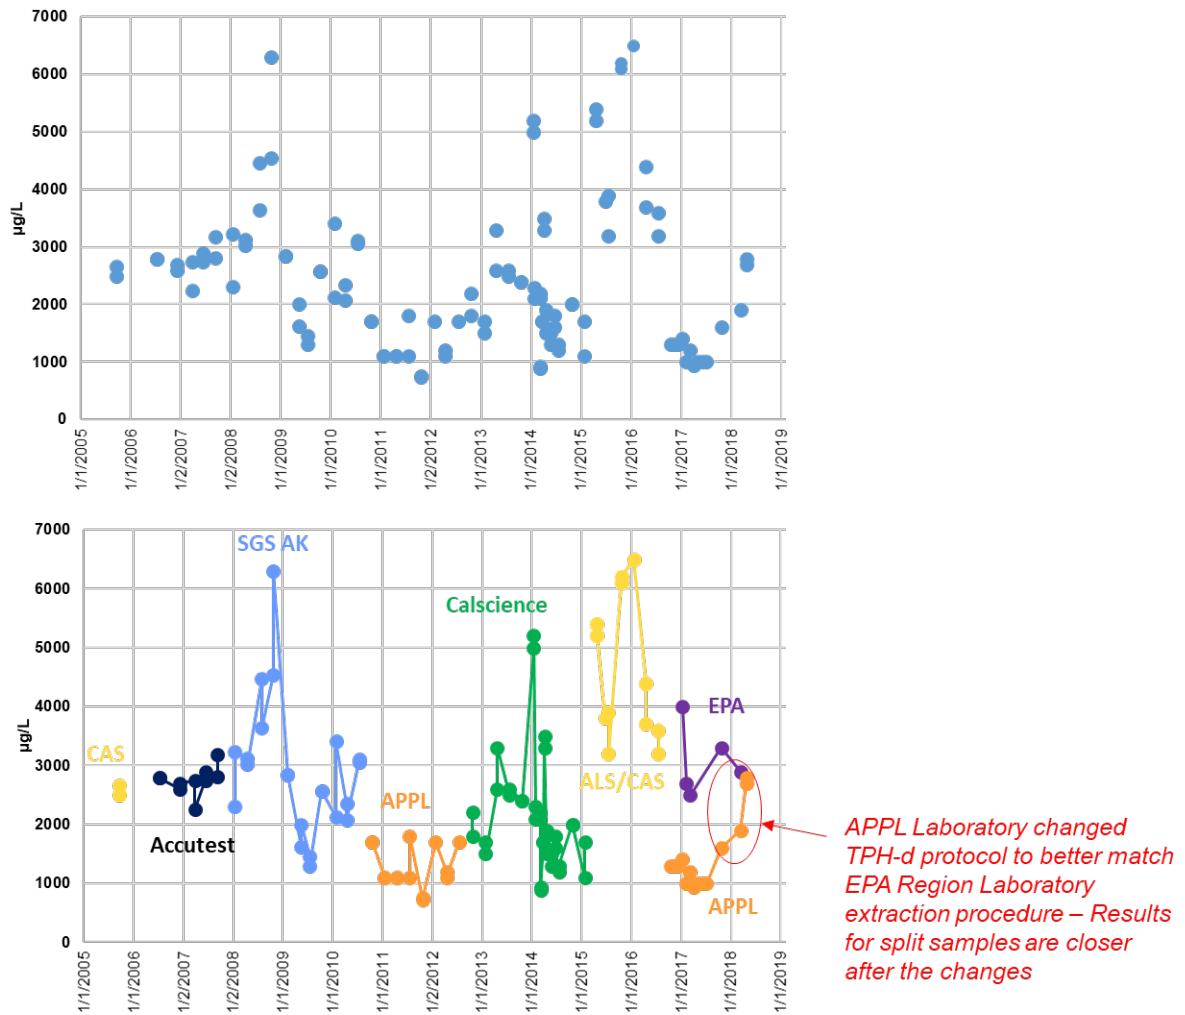 7000
6000
5000
4000
3000
2000
1000
0
µg/L
1/1/2005
1/1/2006
1/2/2007
1/2/2008
1/1/2009
1/1/2010
1/1/2011
1/2/2012
1/1/2013
1/1/2014
1/1/2015
1/1/2016
1/1/2017
1/1/2018
1/1/2019
7000
6000
5000
4000
3000
2000
1000
0
µg/L
SGS AK
Calscience
EPA
CAS
ALS/CAS
APPL
Accutest
APPL
1/1/2005
1/1/2006
1/2/2007
1/2/2008
1/1/2009
1/1/2010
1/1/2011
1/2/2012
1/1/2013
1/1/2014
1/1/2015
1/1/2016
1/1/2017
1/1/2018
1/1/2019
APPL Laboratory changed
TPH-d protocol to better match
EPA Region Laboratory
extraction procedure – Results
for split samples are closer
after the changes